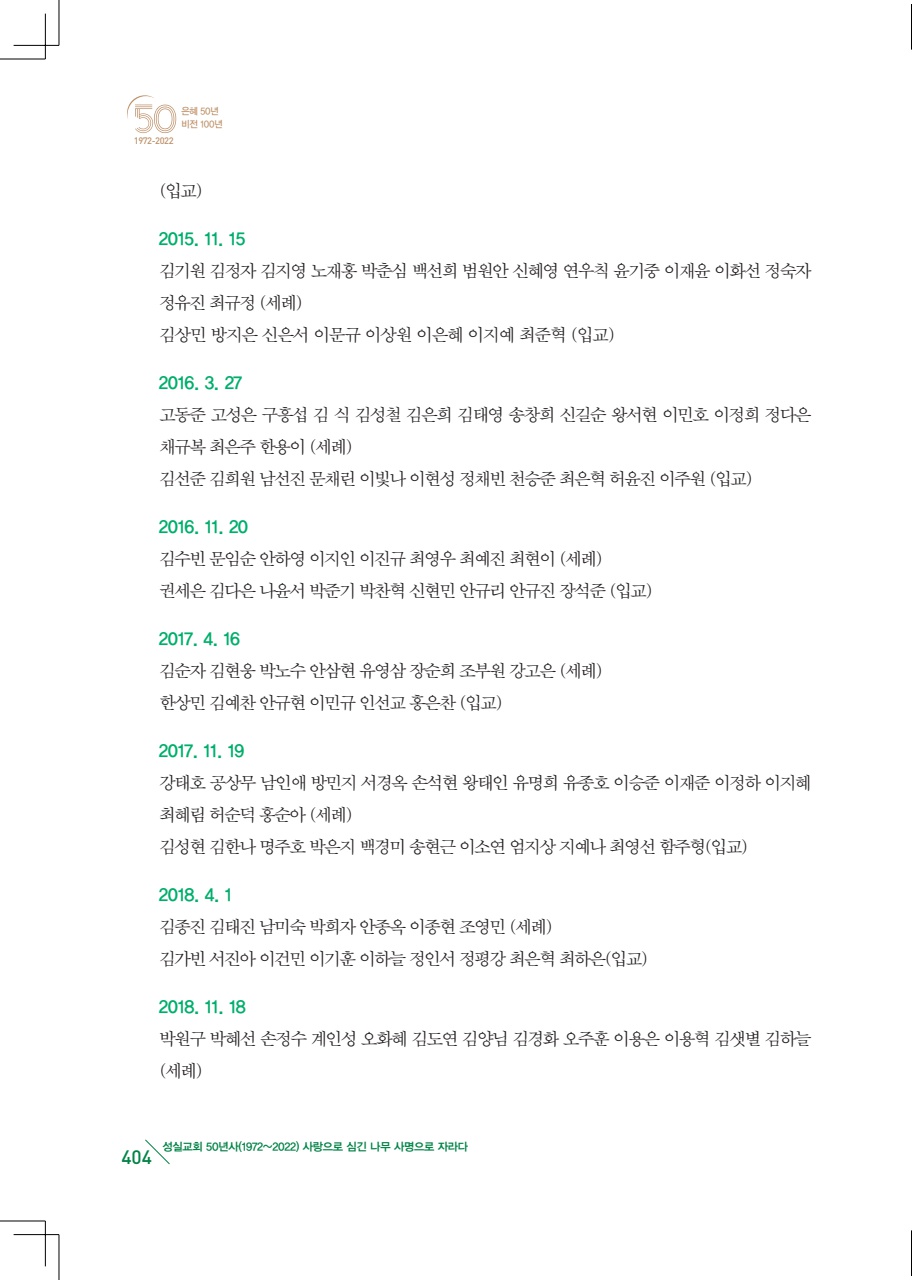 50
은혜 50년
비전 100년
1972-2022
(입교)
2015. 11. 15
김기원 김정자 김지영 노재홍 박춘심 백선희 범원안 신혜영 연우칙 윤기중 이재윤 이화선 정숙자
정유진 최규정 (세례)
김상민 방지은 신은서 이문규 이상원 이은혜 이지예 최준혁 (입교)
2016. 3. 27
고동준 고성은 구홍섭 김 식 김성철 김은희 김태영 송창희 신길순 왕서현 이민호 이정희 정다은
채규복 최은주 한용이 (세례)
김선준 김희원 남선진 문채린 이빛나 이현성 정채빈 천승준 최은혁 허윤진 이주원 (입교)
2016. 11. 20
김수빈 문임순 안하영 이지인 이진규 최영우 최예진 최현이 (세례)
권세은 김다은 나윤서 박준기 박찬혁 신현민 안규리 안규진 장석준 (입교)
2017. 4. 16
김순자 김현웅 박노수 안삼현 유영삼 장순희 조부원 강고은 (세례)
한상민 김예찬 안규현 이민규 인선교 홍은찬 (입교)
2017. 11. 19
강태호 공상무 남인애 방민지 서경옥 손석현 왕태인 유명희 유종호 이승준 이재준 이정하 이지혜
최혜림 허순덕 홍순아 (세례)
김성현 김한나 명주호 박은지 백경미 송현근 이소연 엄지상 지예나 최영선 함주형(입교)
2018. 4. 1
김종진 김태진 남미숙 박희자 안종옥 이종현 조영민 (세례)
김가빈 서진아 이건민 이기훈 이하늘 정인서 정평강 최은혁 최하은(입교)
2018. 11. 18
박원구 박혜선 손정수 계인성 오화혜 김도연 김양님 김경화 오주훈 이용은 이용혁 김샛별 김하늘
(세례)
404 성실교회 50년사(1972~2022) 사랑으로 심긴 나무 사명으로 자라다